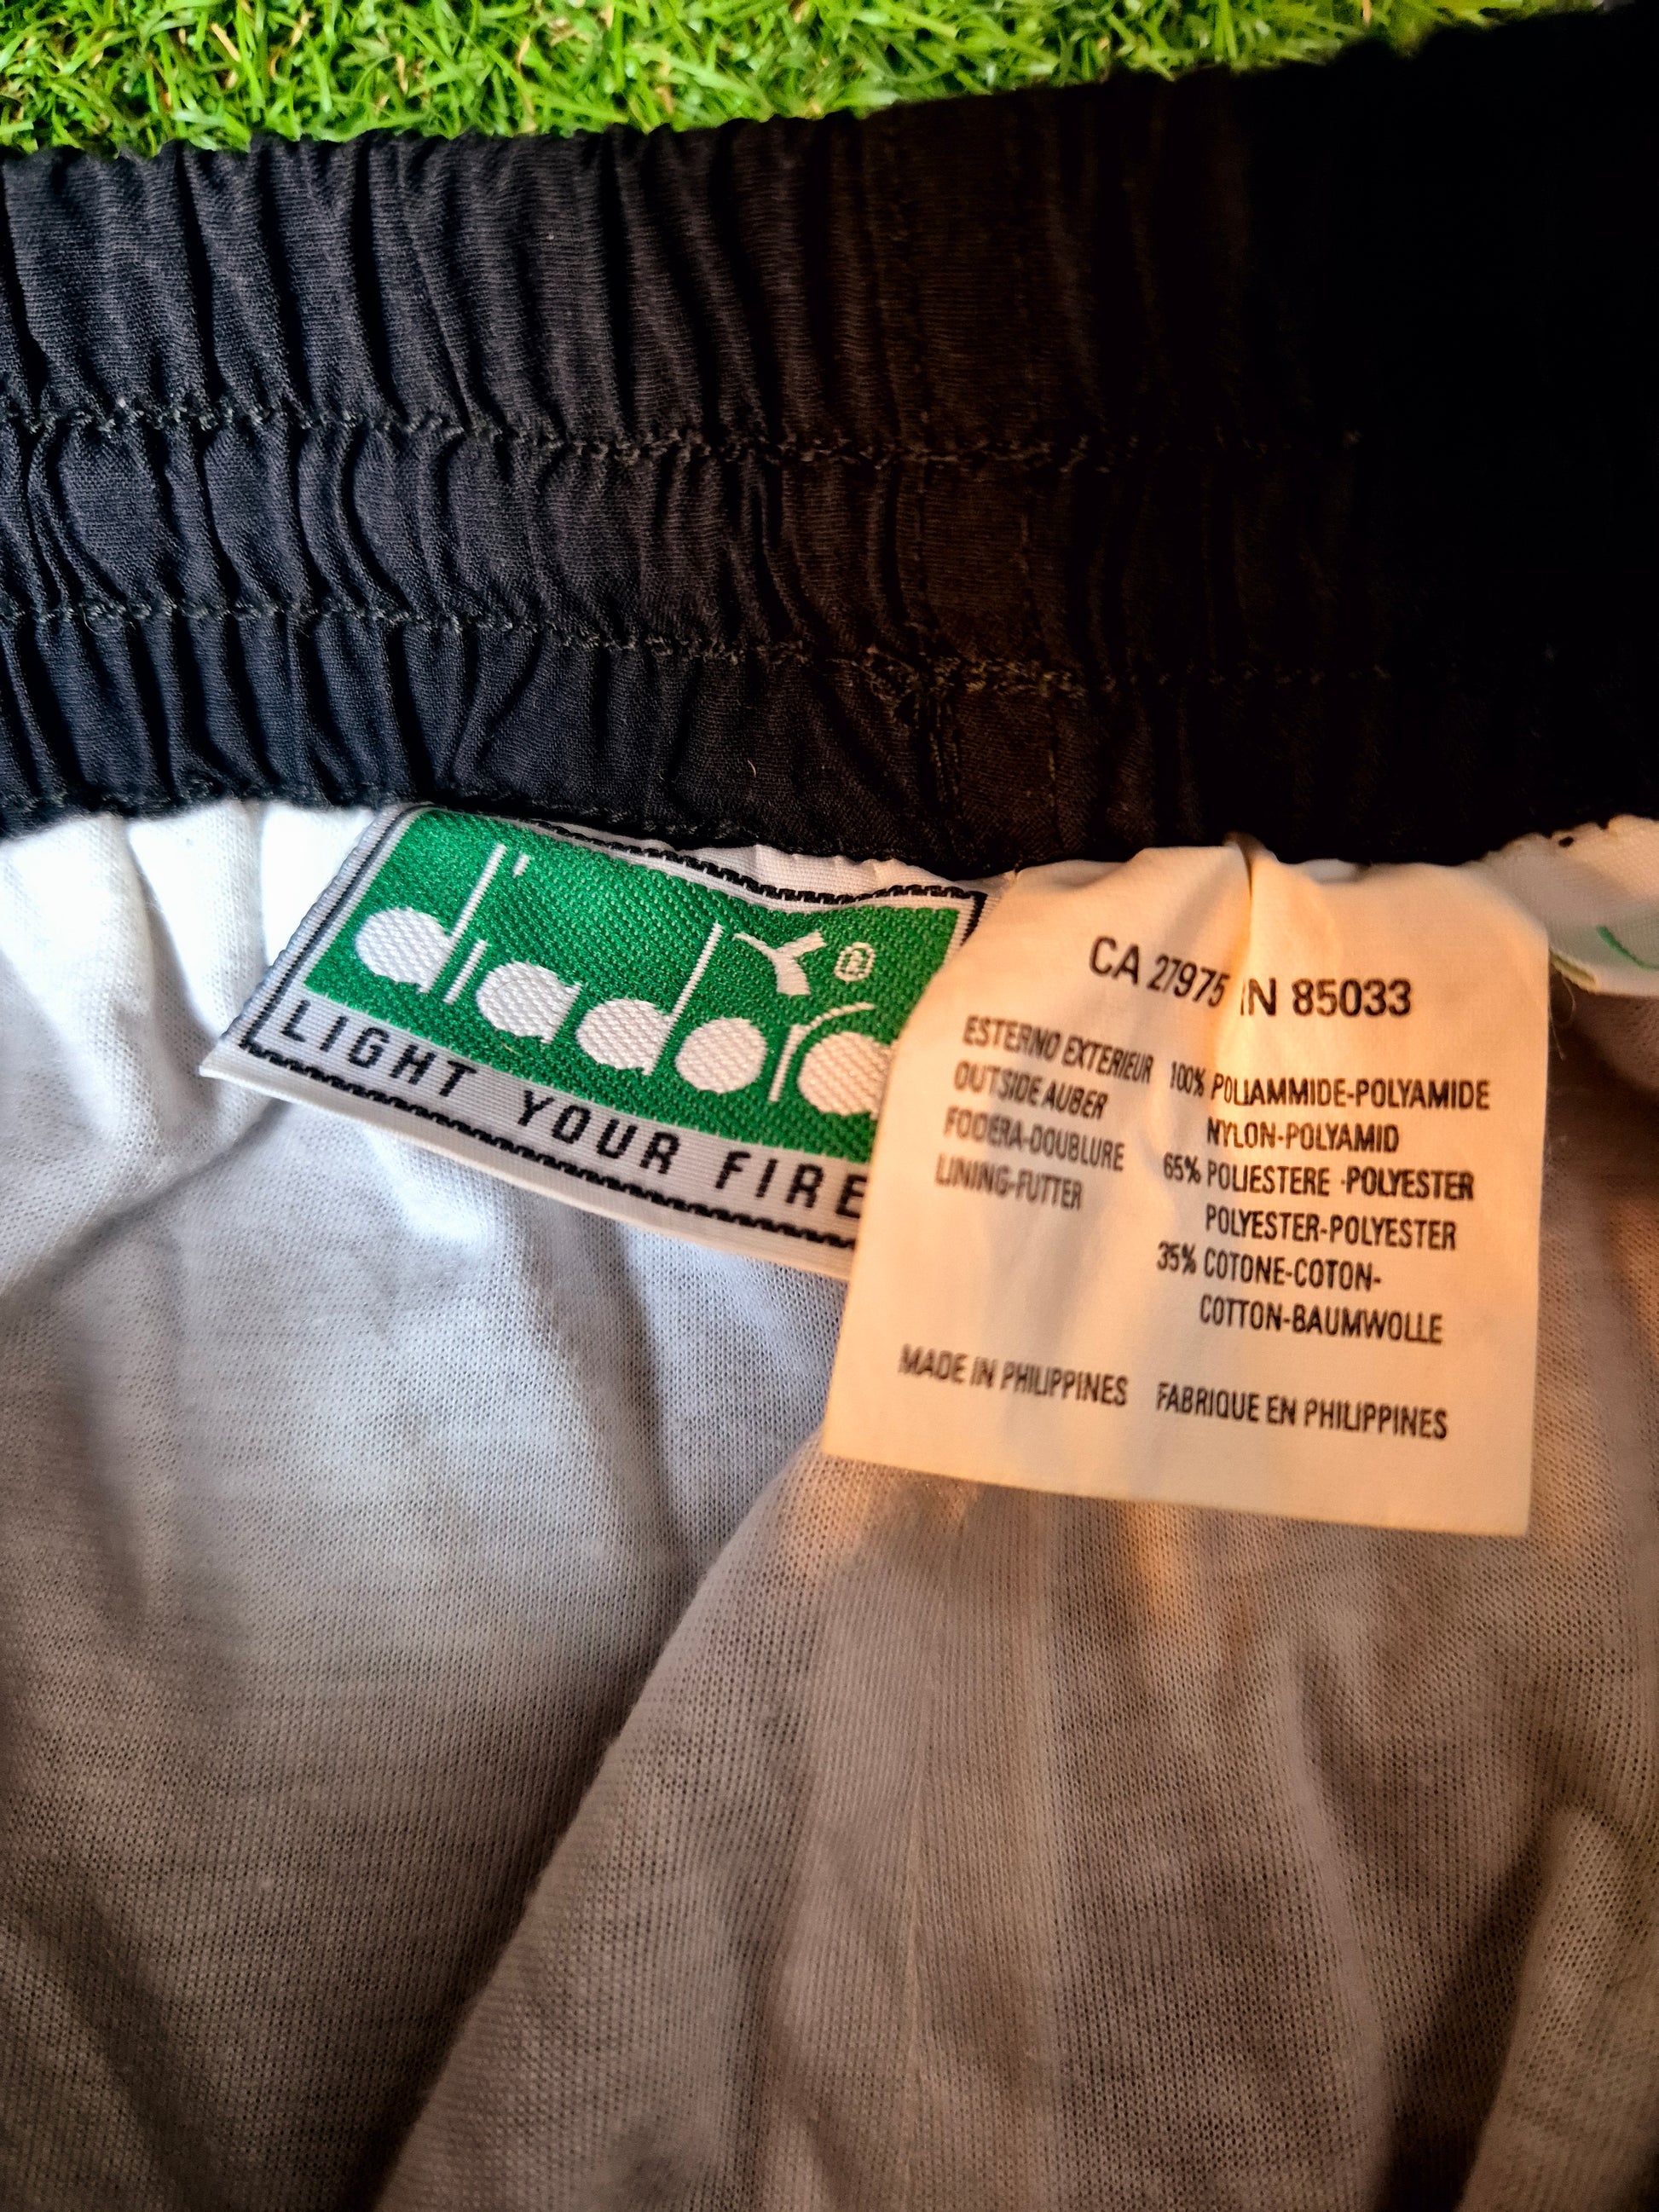 diadora®
LIGHT YOUR FIRE
CA 27975 IN 85033
ESTERNO EXTERIEUR 100% POLIAMMIDE-POLYAMIDE
OUTSIDE AUBER NYLON-POLYAMID
FODERA-DOUBLURE 65% POLIESTERE -POLYESTER
LINING-FUTTER POLYESTER-POLYESTER
35% COTONE-COTON-
COTTON-BAUMWOLLE
MADE IN PHILIPPINES FABRIQUE EN PHILIPPINES